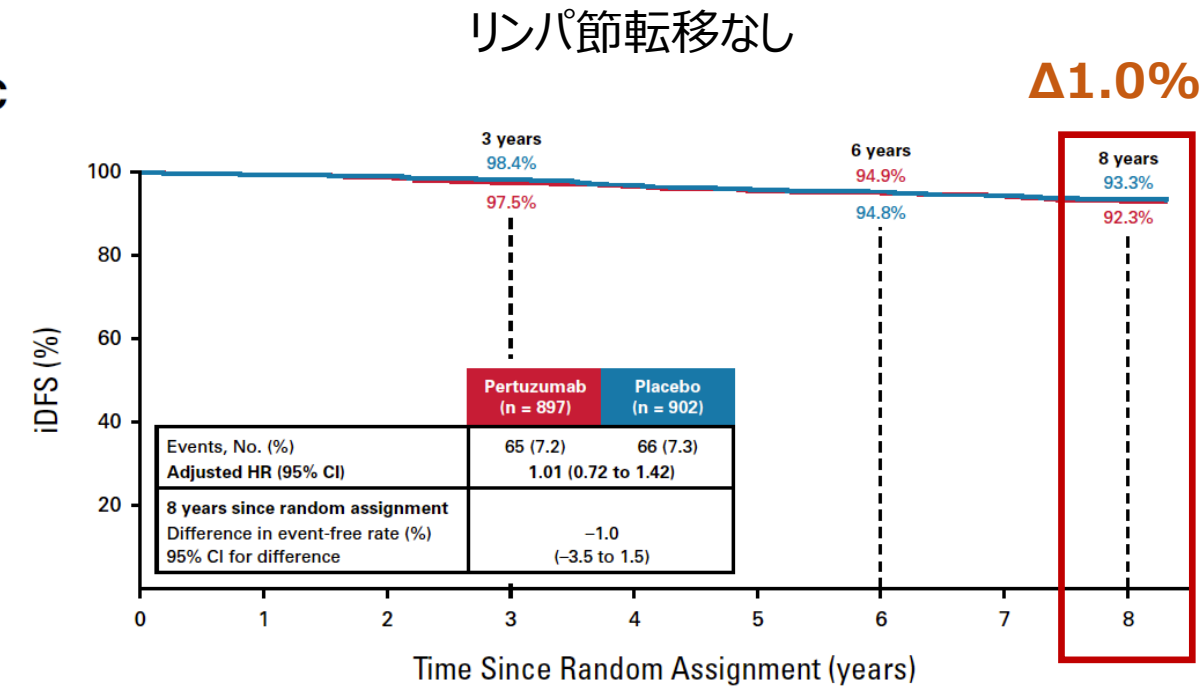 リンパ節転移なし
Δ1.0%
C
3 years
98.4%
97.5%
6 years
94.9%
94.8%
8 years
93.3%
92.3%
100
80
60
40
20
iDFS (%)
Pertuzumab Placebo
(n = 897) (n = 902)
Events, No. (%) 65 (7.2) 66 (7.3)
Adjusted HR (95% CI) 1.01 (0.72 to 1.42)
8 years since random assignment
Difference in event-free rate (%) –1.0
95% CI for difference (–3.5 to 1.5)
0 1 2 3 4 5 6 7 8
Time Since Random Assignment (years)